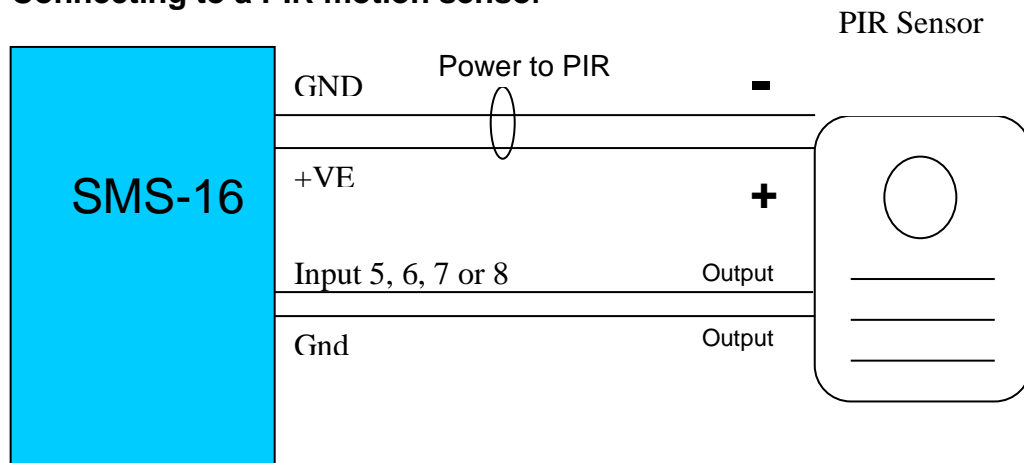 Connecting to a PIR motion sensor
PIR Sensor
Power to PIR
GND
-
SMS-16
+VE
+
Input 5, 6, 7 or 8
Output
Gnd
Output